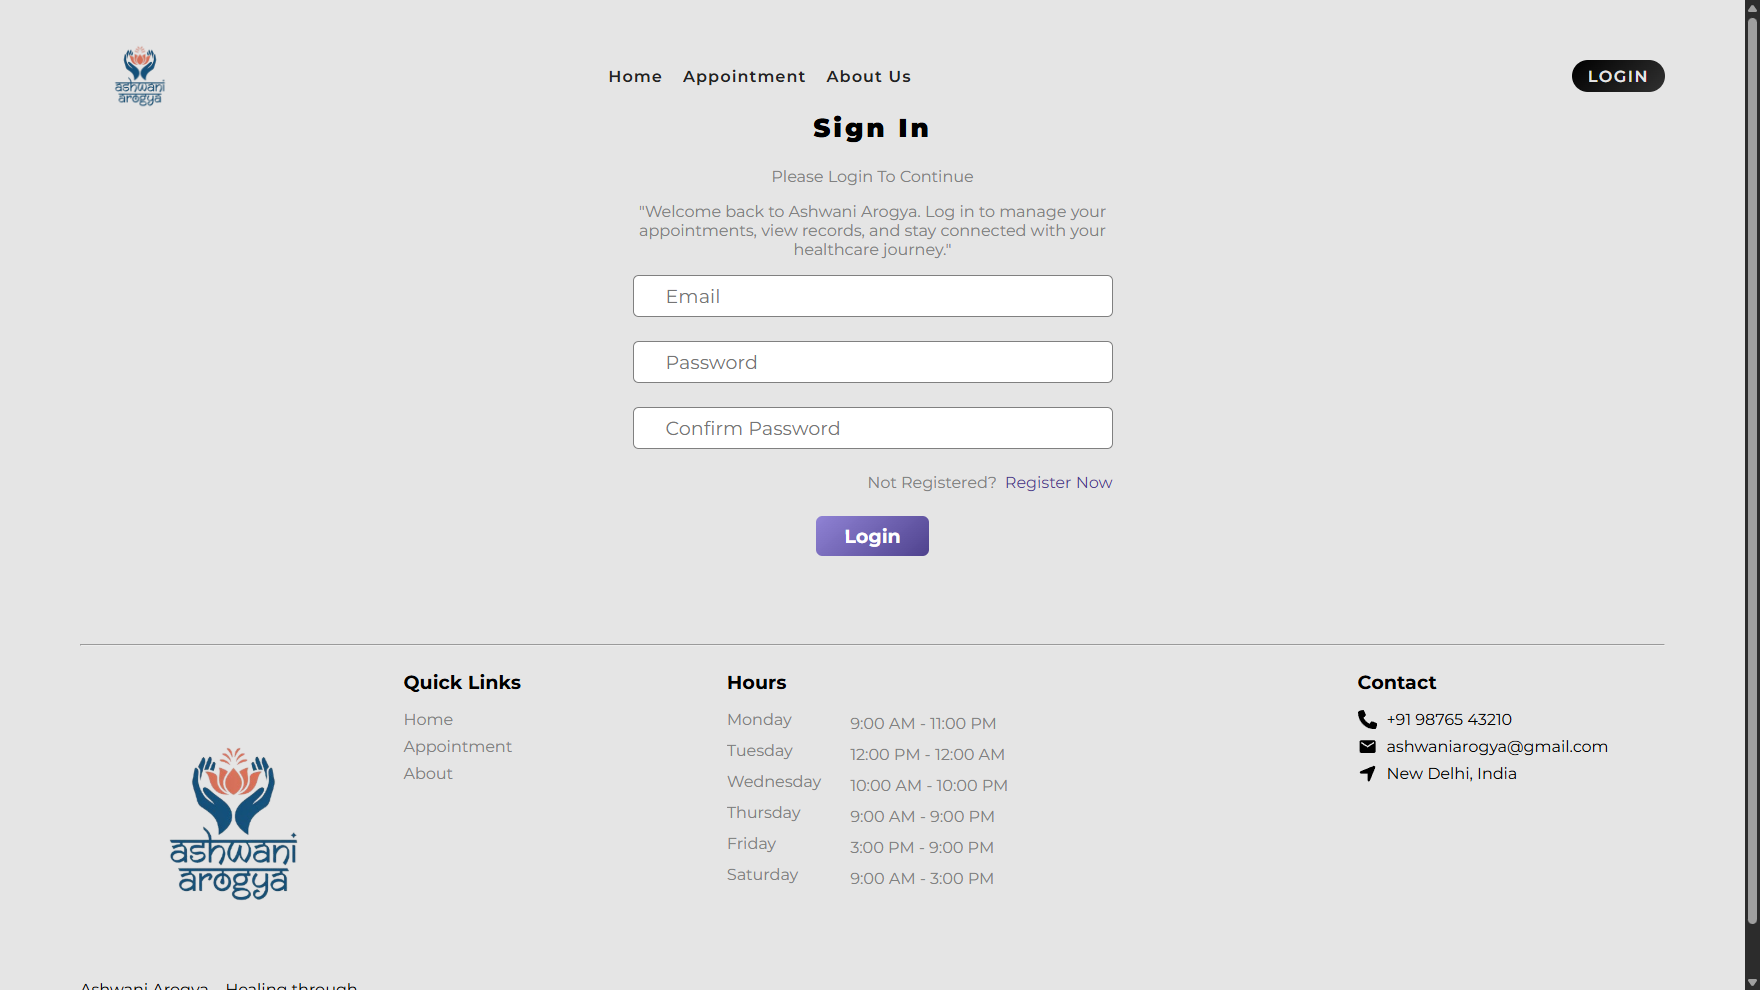 ashwani
arogya
Home Appointment About Us
LOGIN
Sign In
Please Login To Continue
"Welcome back to Ashwani Arogya. Log in to manage your
appointments, view records, and stay connected with your
healthcare journey."
Email
Password
Confirm Password
Not Registered? Register Now
Login
ashwani
arogya
Quick Links
Home
Appointment
About
Hours
Monday 9:00 AM - 11:00 PM
Tuesday 12:00 PM - 12:00 AM
Wednesday 10:00 AM - 10:00 PM
Thursday 9:00 AM - 9:00 PM
Friday 3:00 PM - 9:00 PM
Saturday 9:00 AM - 3:00 PM
Contact
+91 98765 43210
ashwaniarogya@gmail.com
New Delhi, India
Ashwani Arogya Healing through